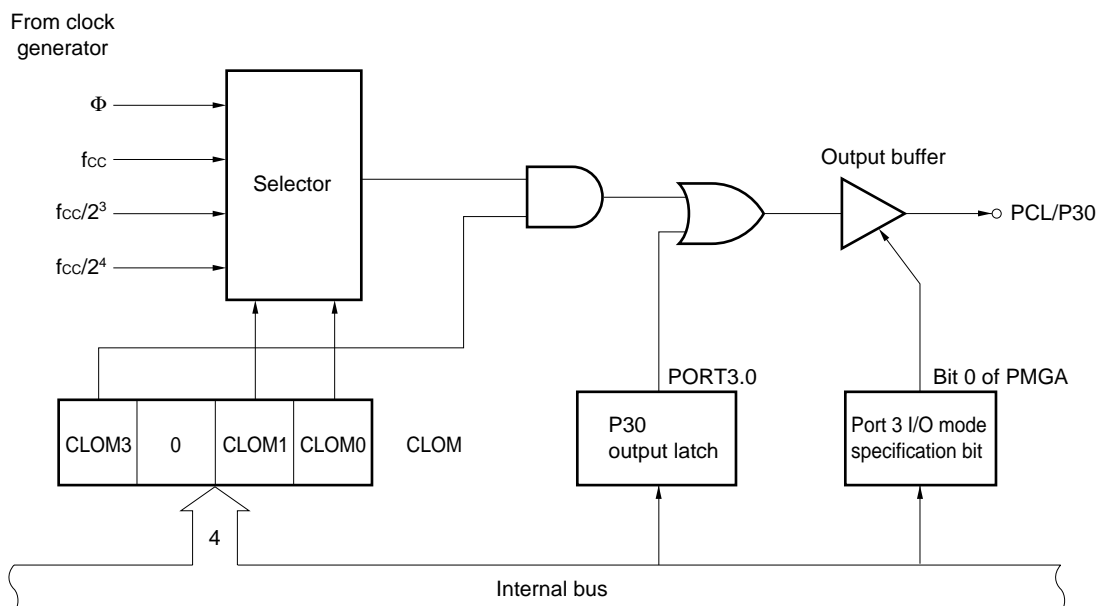 From clock
generator
Φ
fCC
fCC/2³
fCC/2⁴
Selector
Output buffer
PCL/P30
PORT3.0
Bit 0 of PMGA
CLOM3 0 CLOM1 CLOM0 CLOM
P30
output latch
Port 3 I/O mode
specification bit
4
Internal bus